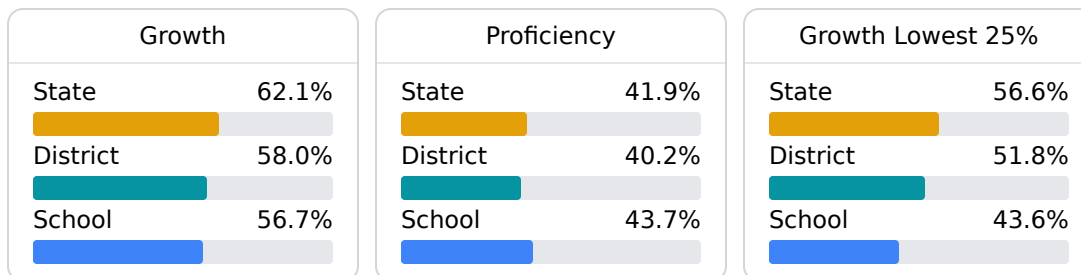 Growth
State 62.1%
District 58.0%
School 56.7%
Proficiency
State 41.9%
District 40.2%
School 43.7%
Growth Lowest 25%
State 56.6%
District 51.8%
School 43.6%